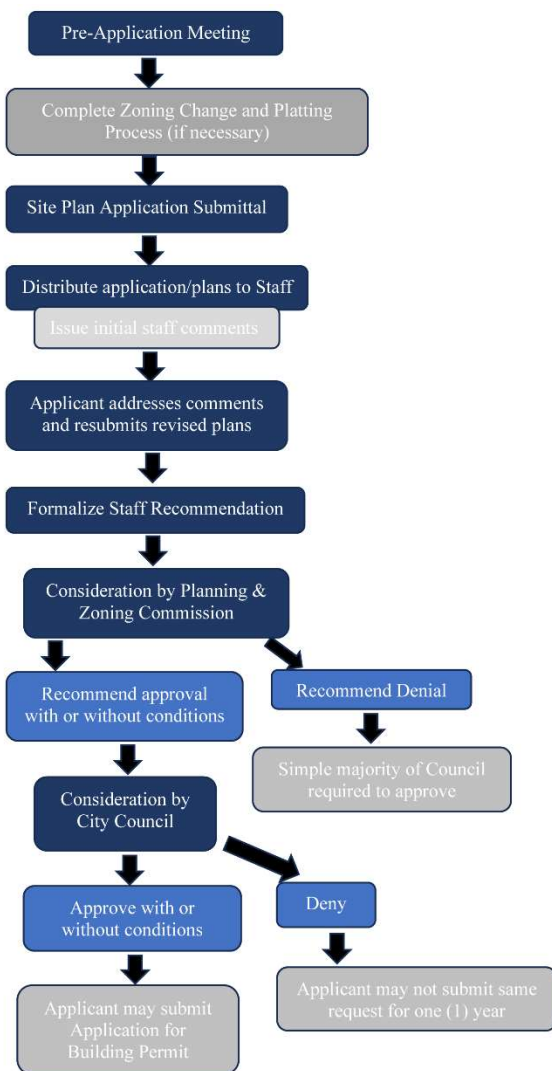 Pre-Application Meeting
Complete Zoning Change and Platting
Process (if necessary)
Site Plan Application Submittal
Distribute application/plans to Staff
Issue initial staff comments
Applicant addresses comments
and resubmits revised plans
Formalize Staff Recommendation
Consideration by Planning &
Zoning Commission
Recommend approval
with or without conditions
Recommend Denial
Simple majority of Council
required to approve
Consideration by
City Council
Approve with or
without conditions
Deny
Applicant may submit
Application for
Building Permit
Applicant may not submit same
request for one (1) year